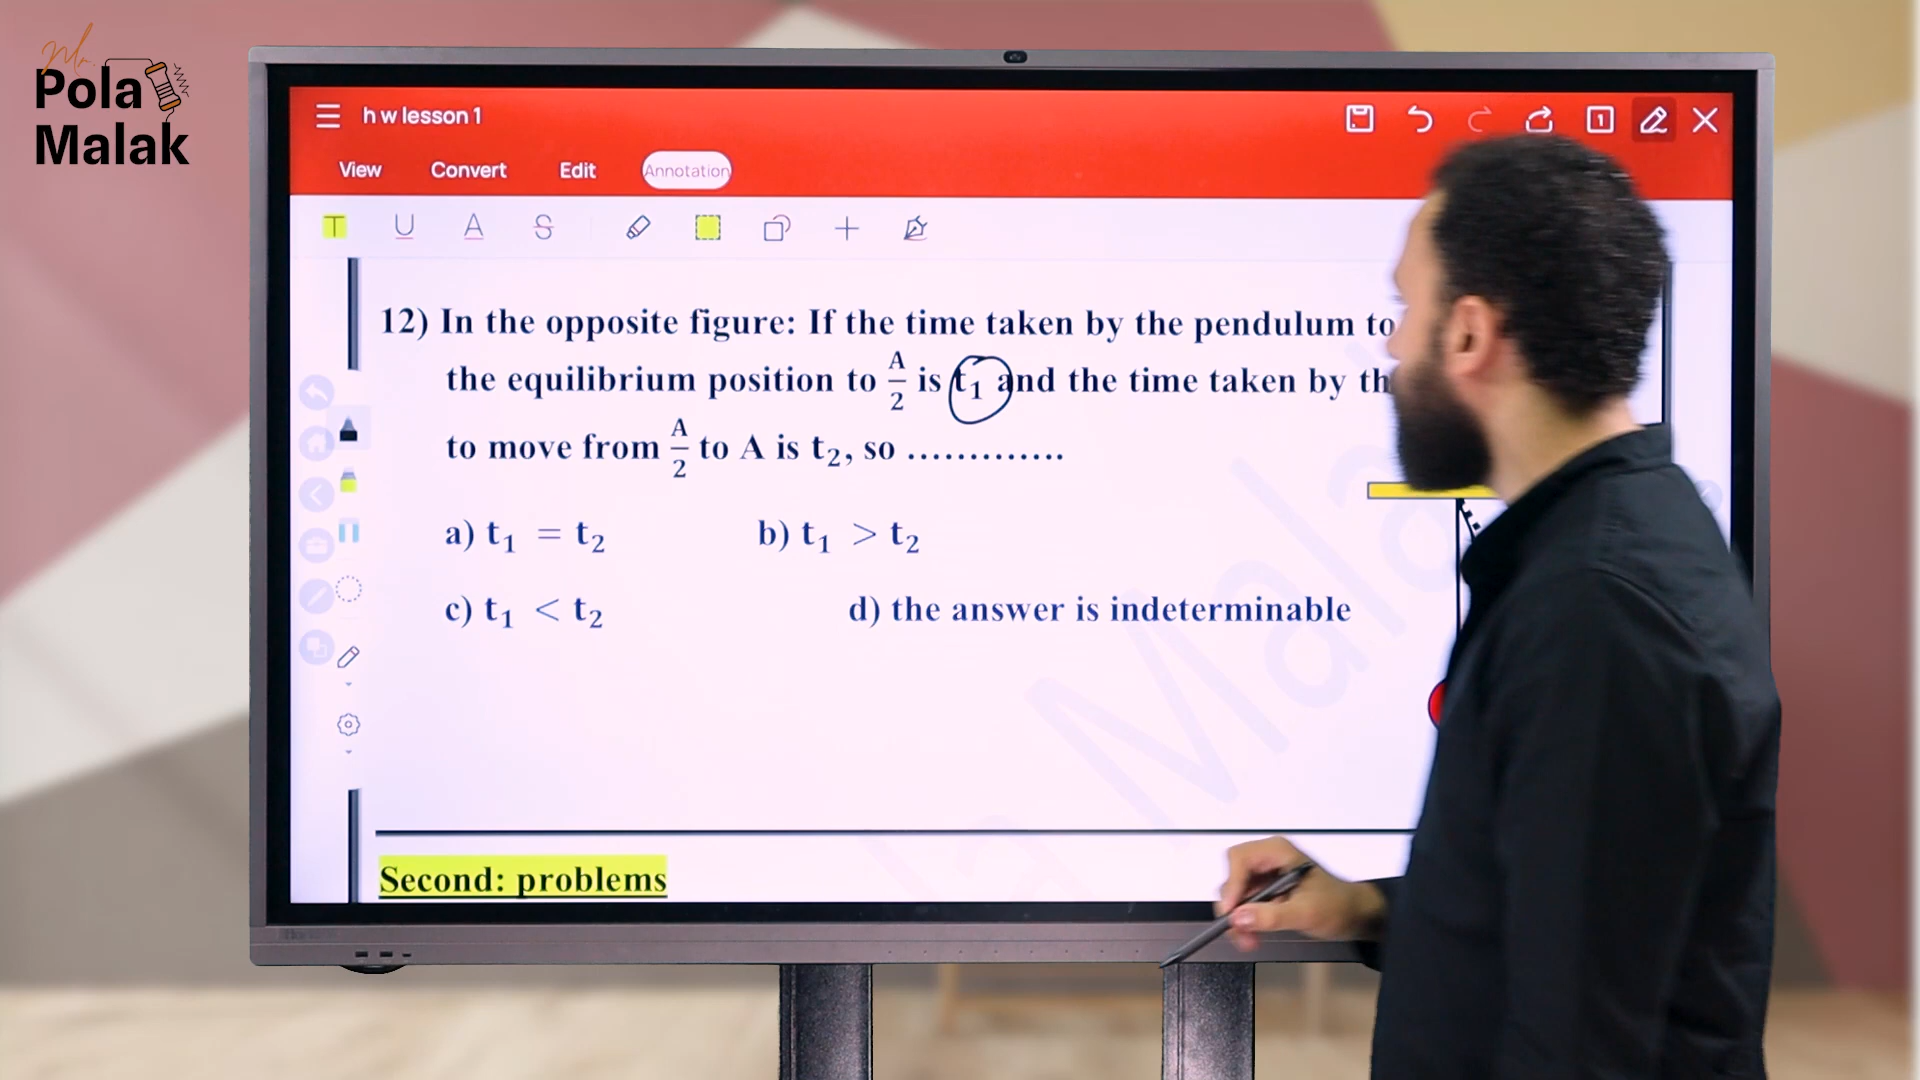 Mr.
Pola
Malak
h w lesson 1
1
View Convert Edit Annotation
T U A S
12) In the opposite figure: If the time taken by the pendulum to
the equilibrium position to A/2 is t₁ and the time taken by th
to move from A/2 to A is t₂, so .............
a) t₁ = t₂ b) t₁ > t₂
c) t₁ < t₂ d) the answer is indeterminable
Second: problems